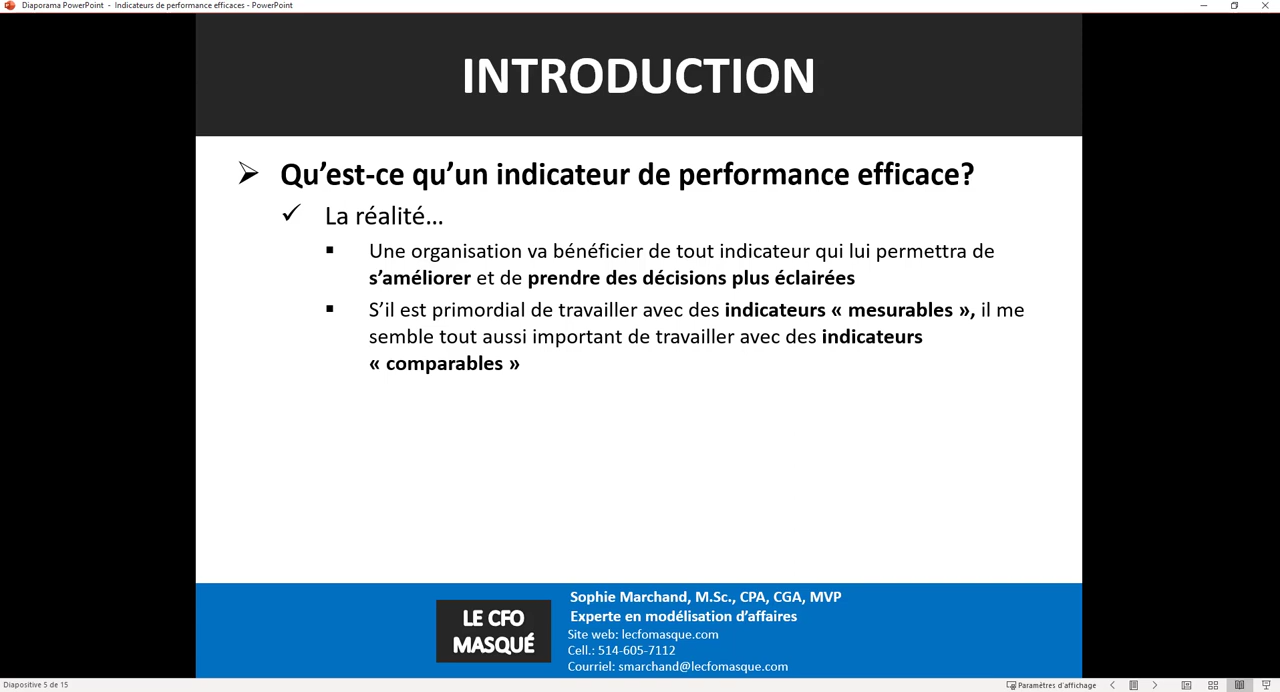 Diaporama PowerPoint - Indicateurs de performance efficaces - PowerPoint
INTRODUCTION
Qu’est-ce qu’un indicateur de performance efficace?
La réalité…
Une organisation va bénéficier de tout indicateur qui lui permettra de
s’améliorer et de prendre des décisions plus éclairées
S’il est primordial de travailler avec des indicateurs « mesurables », il me
semble tout aussi important de travailler avec des indicateurs
« comparables »
LE CFO
MASQUÉ
Sophie Marchand, M.Sc., CPA, CGA, MVP
Experte en modélisation d’affaires
Site web: lecfomasque.com
Cell.: 514-605-7112
Courriel: smarchand@lecfomasque.com
Diapositive 5 de 15
Paramètres d'affichage